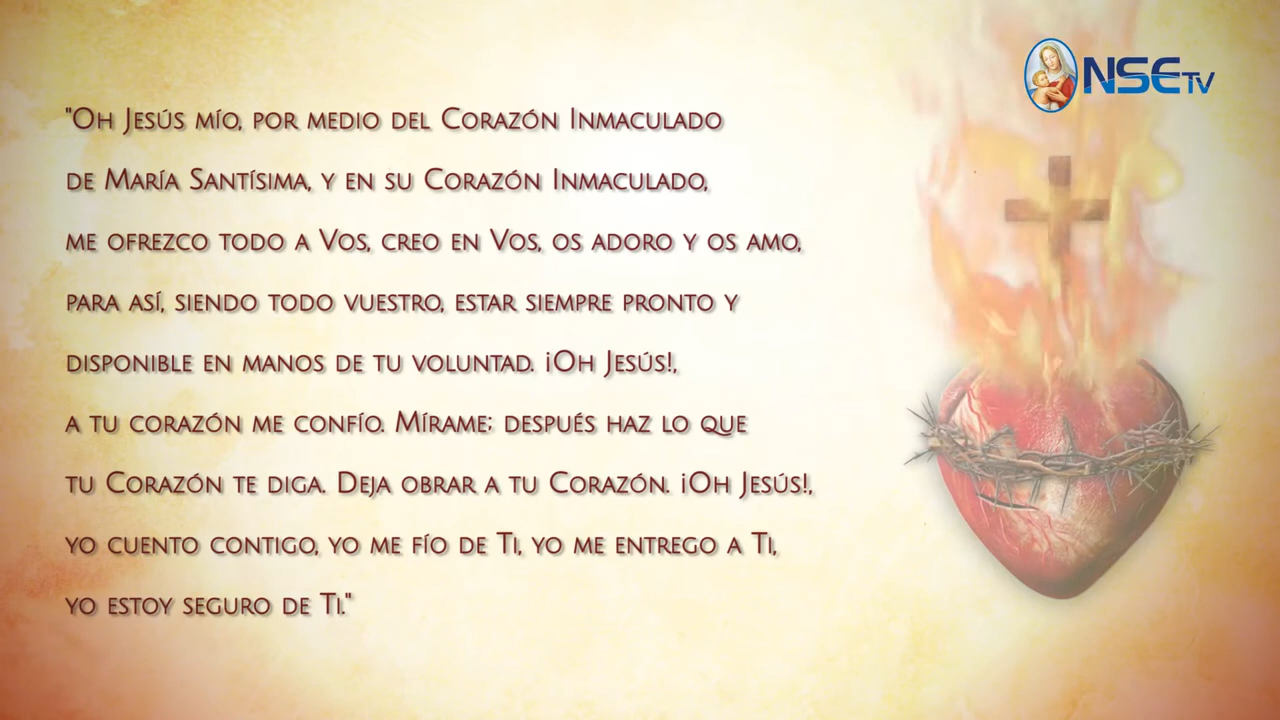 NSETV
"Oh Jesús mío, por medio del Corazón Inmaculado
de María Santísima, y en su Corazón Inmaculado,
me ofrezco todo a Vos, creo en Vos, os adoro y os amo,
para así, siendo todo vuestro, estar siempre pronto y
disponible en manos de tu voluntad. ¡Oh Jesús!,
a tu corazón me confío. Mírame; después haz lo que
tu Corazón te diga. Deja obrar a tu Corazón. ¡Oh Jesús!,
yo cuento contigo, yo me fío de Ti, yo me entrego a Ti,
yo estoy seguro de Ti."